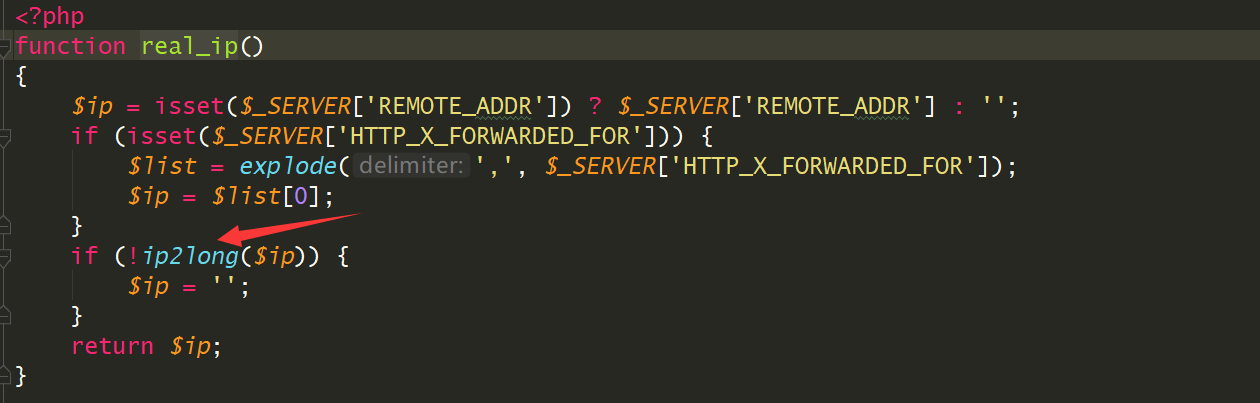 <?php
function real_ip()
{
    $ip = isset($_SERVER['REMOTE_ADDR']) ? $_SERVER['REMOTE_ADDR'] : '';
    if (isset($_SERVER['HTTP_X_FORWARDED_FOR'])) {
        $list = explode( delimiter: ',', $_SERVER['HTTP_X_FORWARDED_FOR']);
        $ip = $list[0];
    }
    if (!ip2long($ip)) {
        $ip = '';
    }
    return $ip;
}